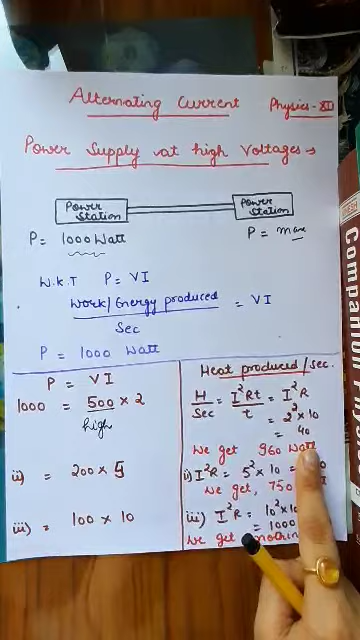 Alternating Current Physics-XII
Power Supply at high Voltages →
Power Station
Power Station
P = 1000 Watt
P = max
W.K.T P = VI
Work/Energy produced / Sec = VI
P = 1000 Watt
P = VI
1000 = 500 × 2
high
ii) = 200 × 5
iii) = 100 × 10
Heat produced/sec.
H/Sec = I²Rt/t = I²R
= 2² × 10
= 40
We get 960 Watt
ii) I²R = 5² × 10 =
We get, 750
iii) I²R = 10² × 10
= 1000
We get
COMPANION